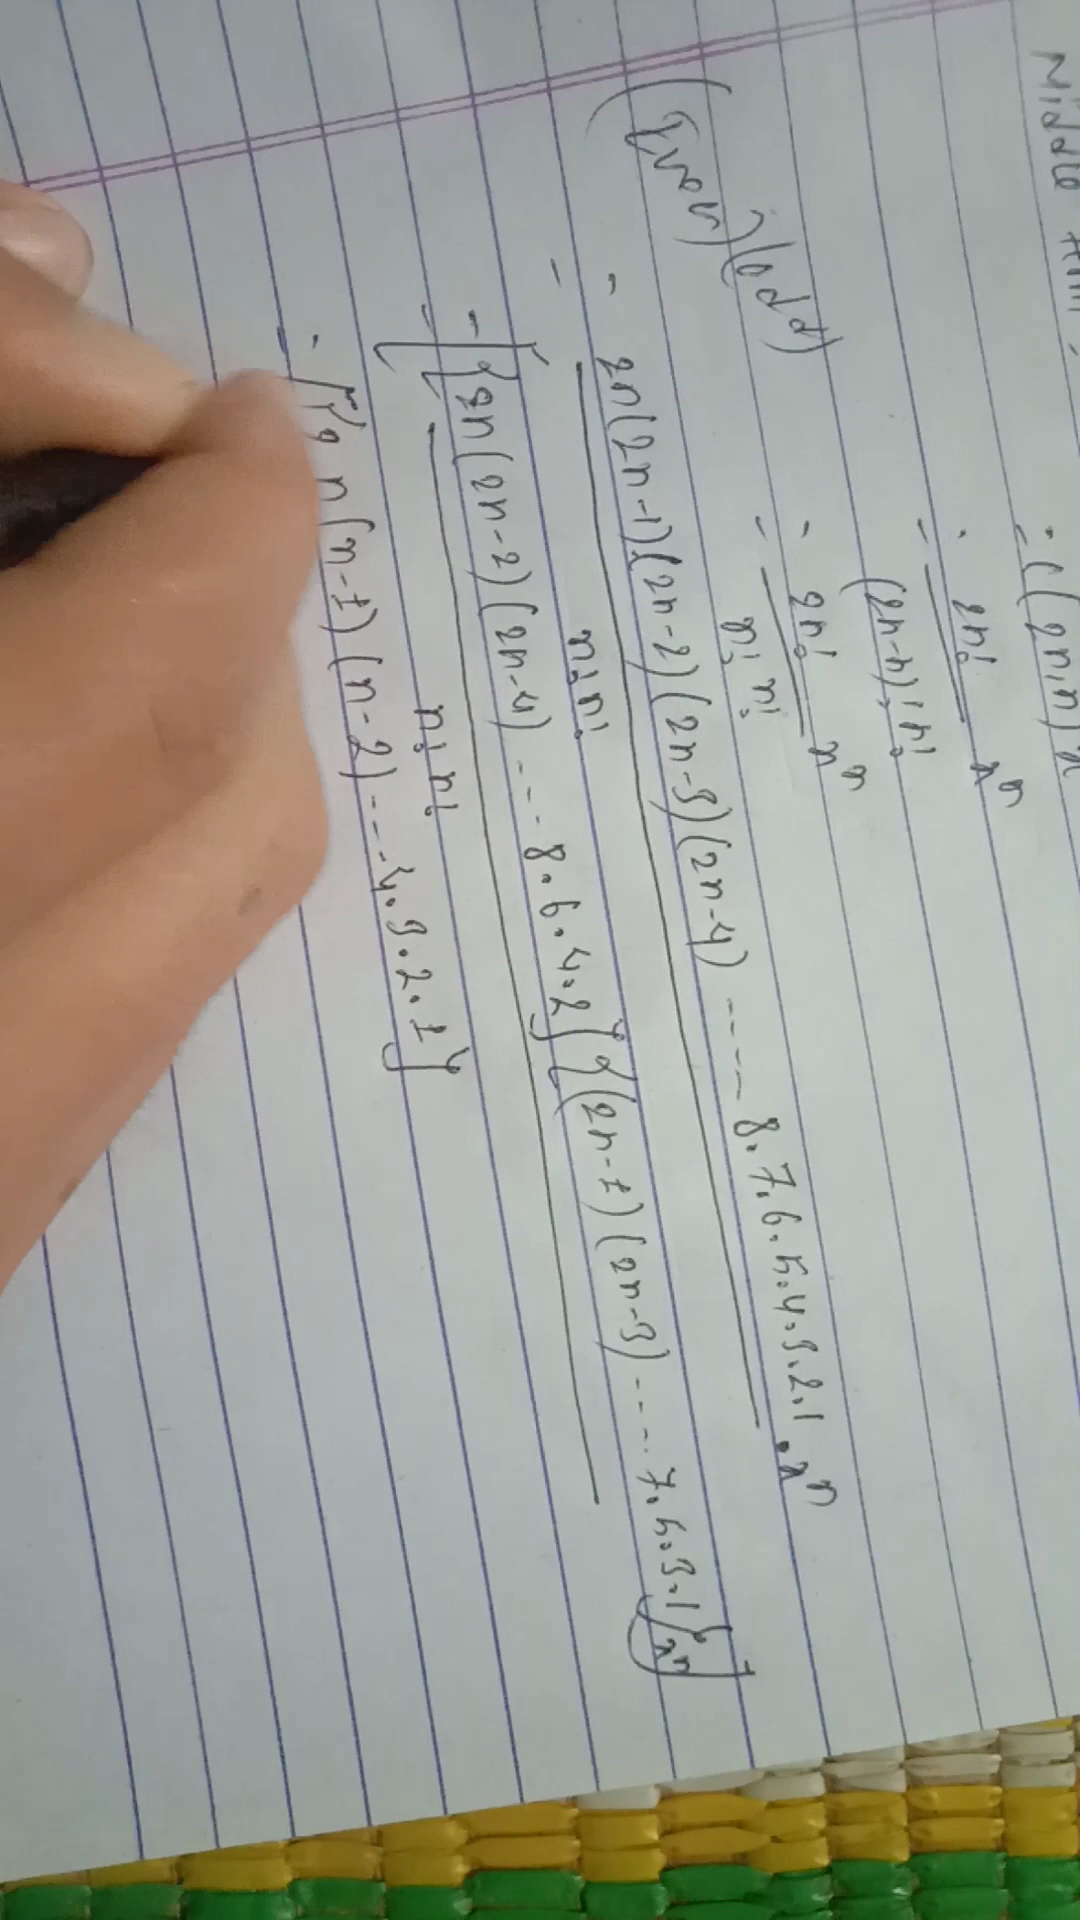 Middle
= C(2n,n) x
= 2n! / (2n-n)! n! x^n
= 2n! / n! n! x^n
(Even)(odd)
= 2n(2n-1)(2n-2)(2n-3)(2n-4) ----- 8.7.6.5.4.3.2.1 . x^n / n! n!
= [{2n(2n-2)(2n-4) --- 8.6.4.2}{(2n-1)(2n-3) ---- 7.5.3.1} x^n] / n! n!
= [{2 n(n-1)(n-2) --- 4.3.2.1}